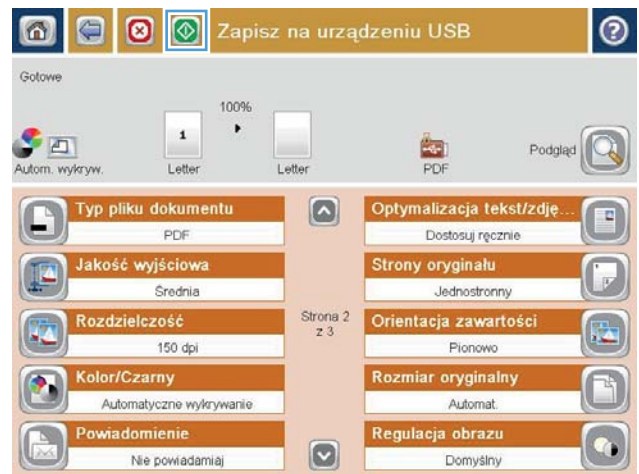 Zapisz na urządzeniu USB
?
Gotowe
100%
1
Autom. wykryw.
Letter
Letter
PDF
Podgląd
Typ pliku dokumentu
PDF
Optymalizacja tekst/zdję...
Dostosuj ręcznie
Jakość wyjściowa
Średnia
Strony oryginału
Jednostronny
Rozdzielczość
150 dpi
Strona 2
z 3
Orientacja zawartości
Pionowo
Kolor/Czarny
Automatyczne wykrywanie
Rozmiar oryginalny
Automat.
Powiadomienie
Nie powiadamiaj
Regulacja obrazu
Domyślny